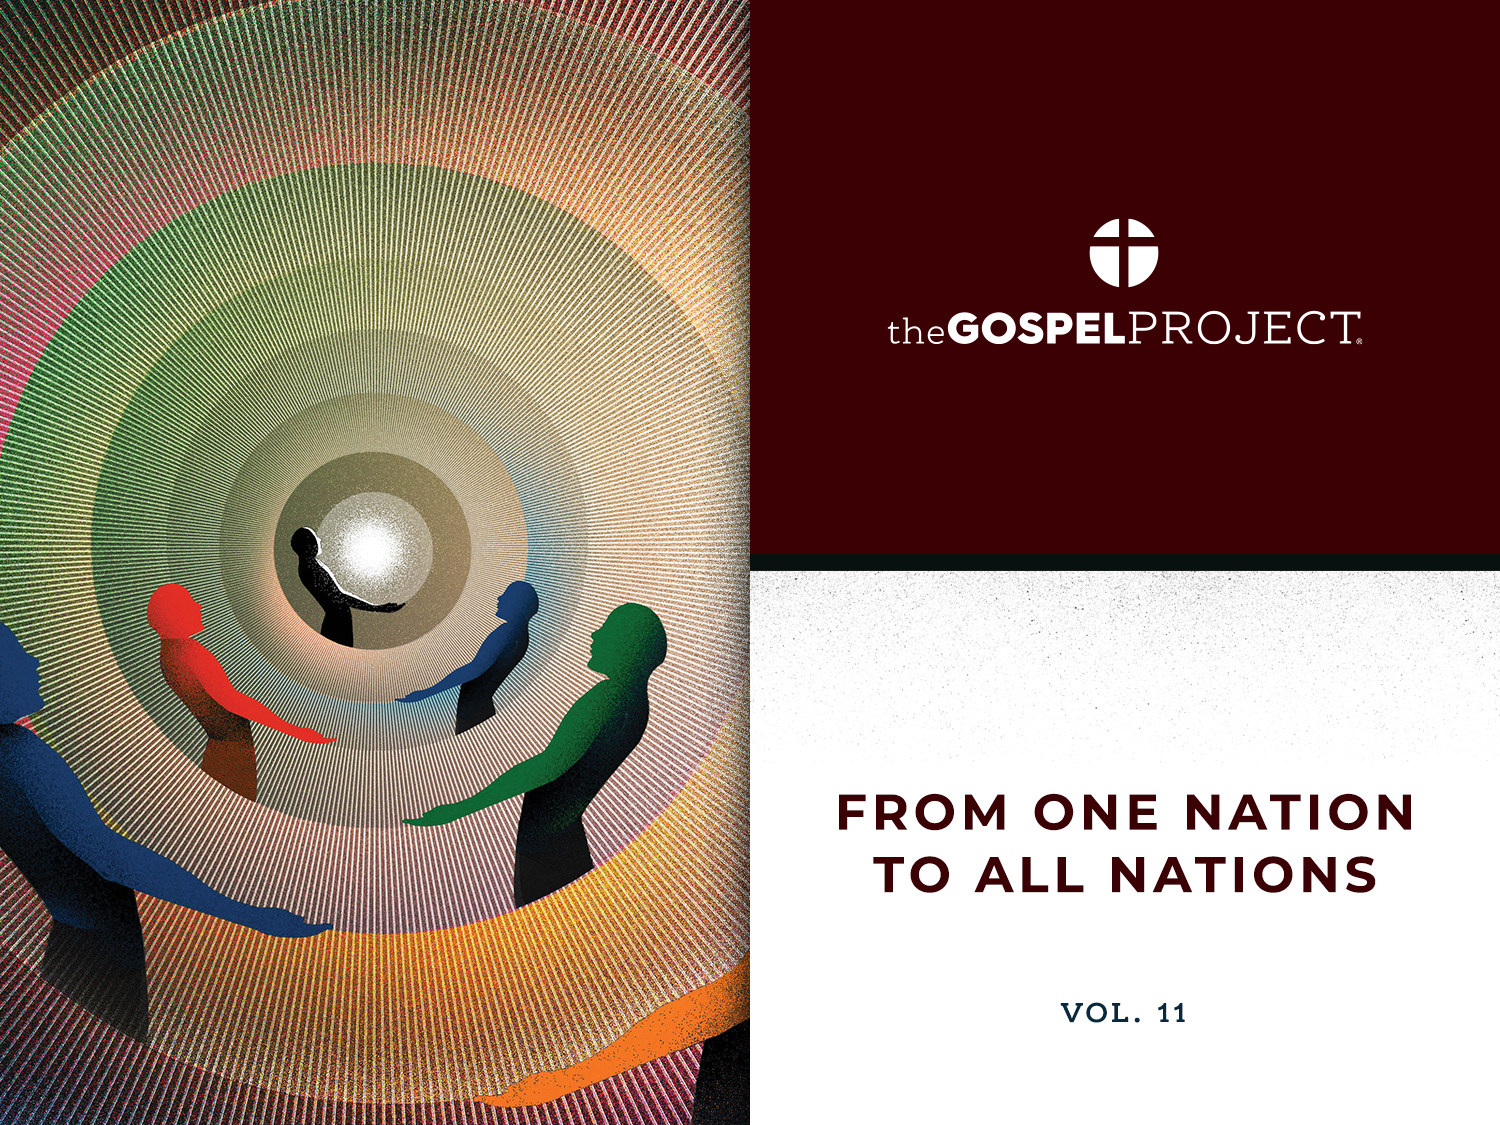 theGOSPELPROJECT®
FROM ONE NATION
TO ALL NATIONS
VOL. 11